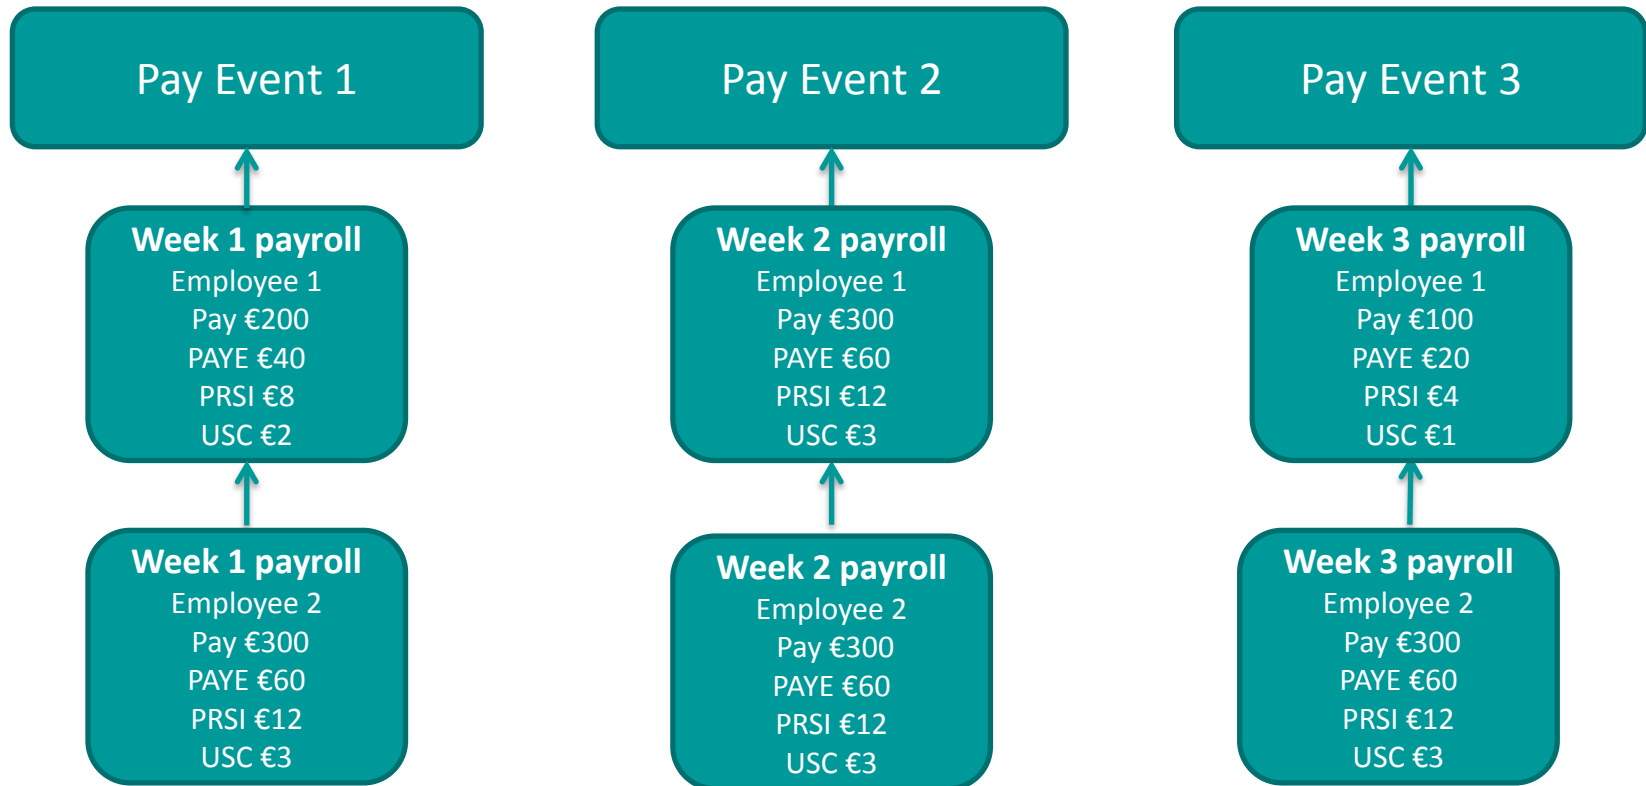 Pay Event 1
Pay Event 2
Pay Event 3
Week 1 payroll
Employee 1
Pay €200
PAYE €40
PRSI €8
USC €2
Week 2 payroll
Employee 1
Pay €300
PAYE €60
PRSI €12
USC €3
Week 3 payroll
Employee 1
Pay €100
PAYE €20
PRSI €4
USC €1
Week 1 payroll
Employee 2
Pay €300
PAYE €60
PRSI €12
USC €3
Week 2 payroll
Employee 2
Pay €300
PAYE €60
PRSI €12
USC €3
Week 3 payroll
Employee 2
Pay €300
PAYE €60
PRSI €12
USC €3